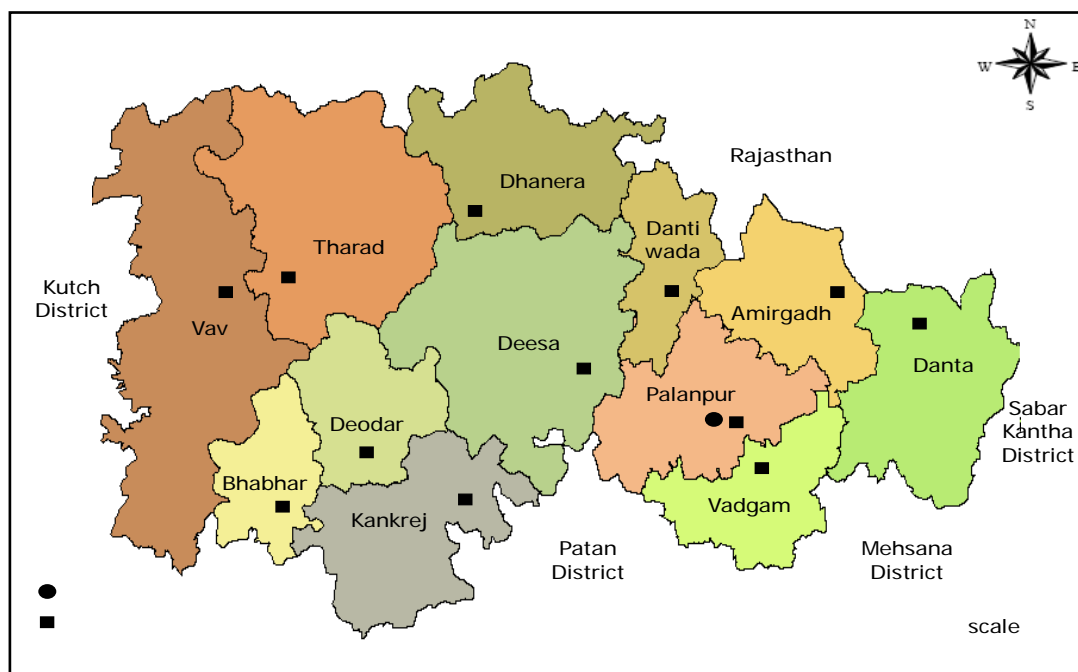 N
W E
S
Rajasthan
Dhanera
Danti
wada
Tharad
Kutch
District
Vav
Amirgadh
Deesa
Danta
Palanpur
Deodar
Sabar
Kantha
District
Bhabhar
Vadgam
Kankrej
Patan
District
Mehsana
District
scale